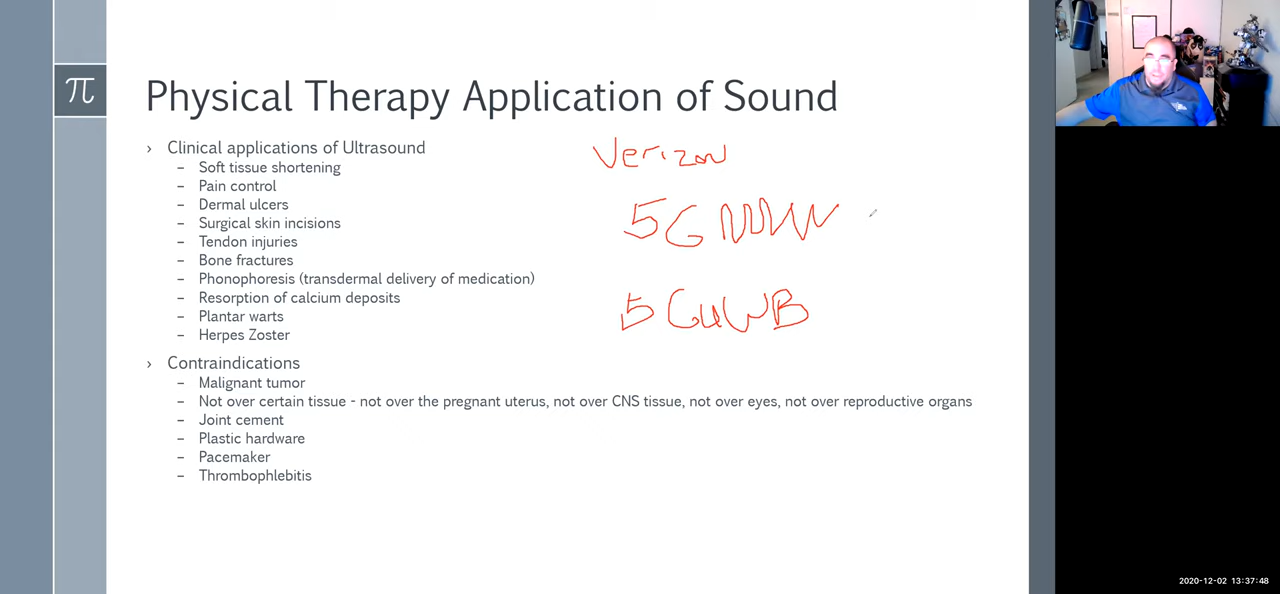 π
Physical Therapy Application of Sound
› Clinical applications of Ultrasound
– Soft tissue shortening
– Pain control
– Dermal ulcers
– Surgical skin incisions
– Tendon injuries
– Bone fractures
– Phonophoresis (transdermal delivery of medication)
– Resorption of calcium deposits
– Plantar warts
– Herpes Zoster
› Contraindications
– Malignant tumor
– Not over certain tissue - not over the pregnant uterus, not over CNS tissue, not over eyes, not over reproductive organs
– Joint cement
– Plastic hardware
– Pacemaker
– Thrombophlebitis
Verizon
5G
5GUWB
2020-12-02 13:37:48